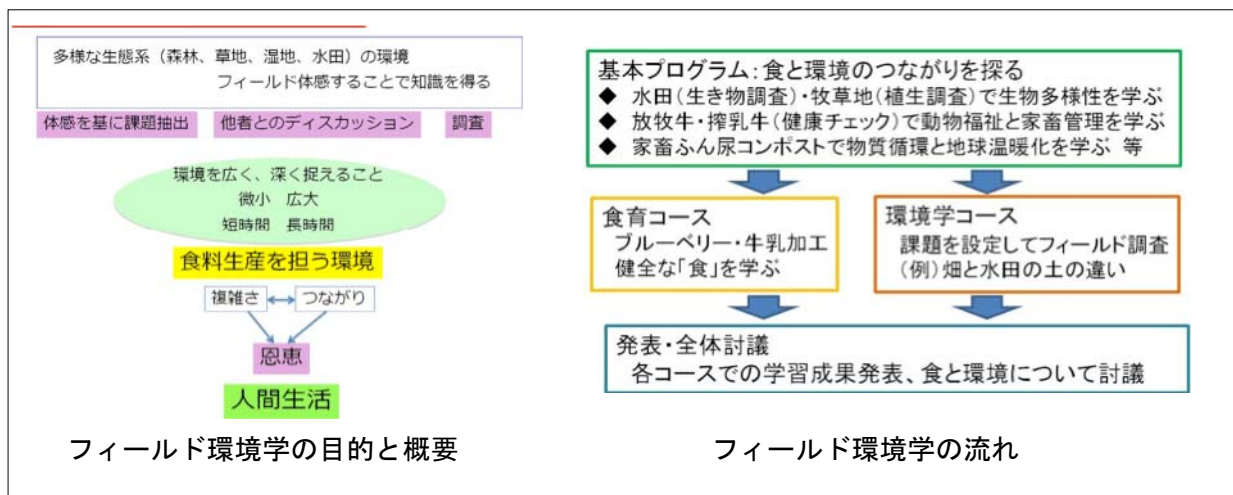 多様な生態系（森林、草地、湿地、水田）の環境
フィールド体感することで知識を得る
体感を基に課題抽出
他者とのディスカッション
調査
環境を広く、深く捉えること
微小　広大
短時間　長時間
食料生産を担う環境
複雑さ
つながり
恩恵
人間生活
フィールド環境学の目的と概要
基本プログラム：食と環境のつながりを探る
◆ 水田（生き物調査）・牧草地（植生調査）で生物多様性を学ぶ
◆ 放牧牛・搾乳牛（健康チェック）で動物福祉と家畜管理を学ぶ
◆ 家畜ふん尿コンポストで物質循環と地球温暖化を学ぶ 等
食育コース
ブルーベリー・牛乳加工
健全な「食」を学ぶ
環境学コース
課題を設定してフィールド調査
（例）畑と水田の土の違い
発表・全体討議
各コースでの学習成果発表、食と環境について討議
フィールド環境学の流れ